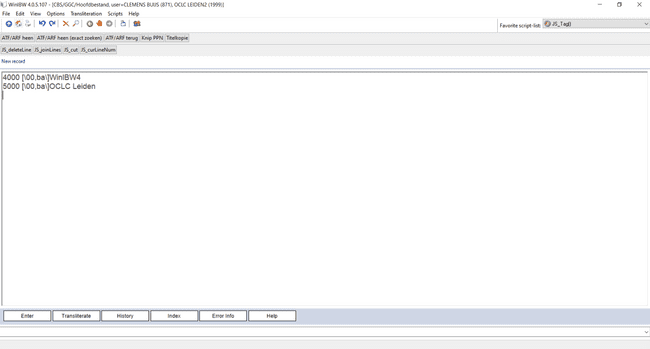 WinIBW 4.0.5.107 - [CBS/GGC/Hoofdbestand, user=CLEMENS BUIJS (871), OCLC LEIDEN2 (1999)]
File Edit View Options Transliteration Scripts Help
Favorite script-list: JS_Tag()
ATF/ARF heen ATF/ARF heen (exact zoeken) ATF/ARF terug Knip PPN Titelkopie
JS_deleteLine JS_joinLines JS_cut JS_curLineNum
New record
4000 [\00,ba\]WinIBW4
5000 [\00,ba\]OCLC Leiden
Enter Transliterate History Index Error Info Help